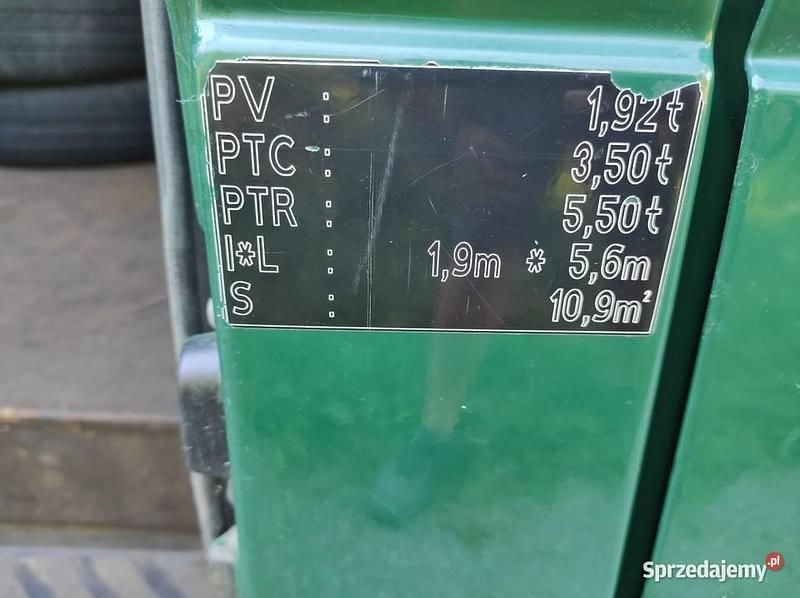 PV : 1,92t
PTC : 3,50t
PTR : 5,50t
l*L : 1,9m * 5,6m
S : 10,9m²
Sprzedajemy.pl